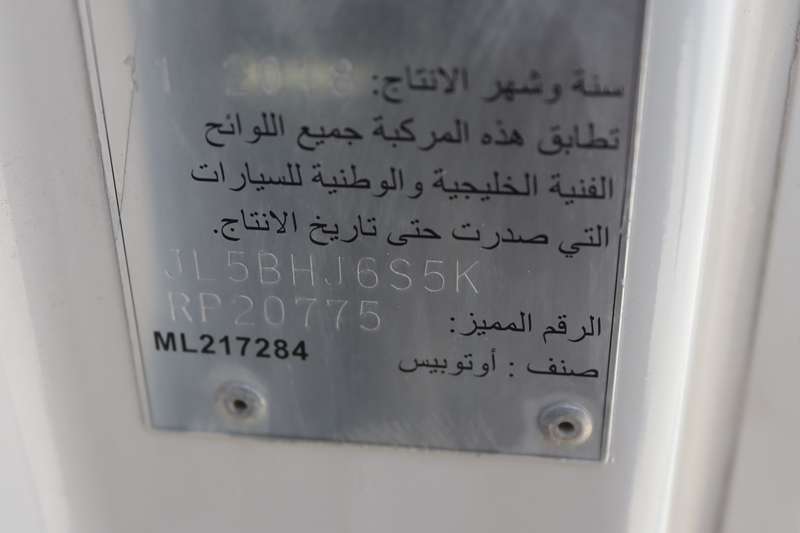 سنة وشهر الانتاج: 2018
تطابق هذه المركبة جميع اللوائح
الفنية الخليجية والوطنية للسيارات
التي صدرت حتى تاريخ الانتاج.
JL5BHJ6S5K
RP20775
الرقم المميز:
ML217284
صنف : أوتوبيس